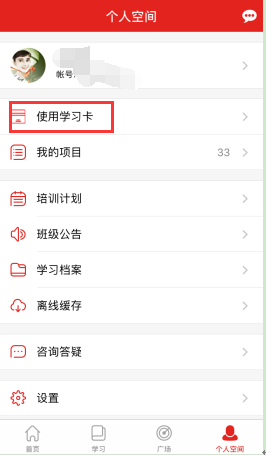 个人空间
帐号:
使用学习卡
我的项目 33
培训计划
班级公告
学习档案
离线缓存
咨询答疑
设置
首页 学习 广场 个人空间